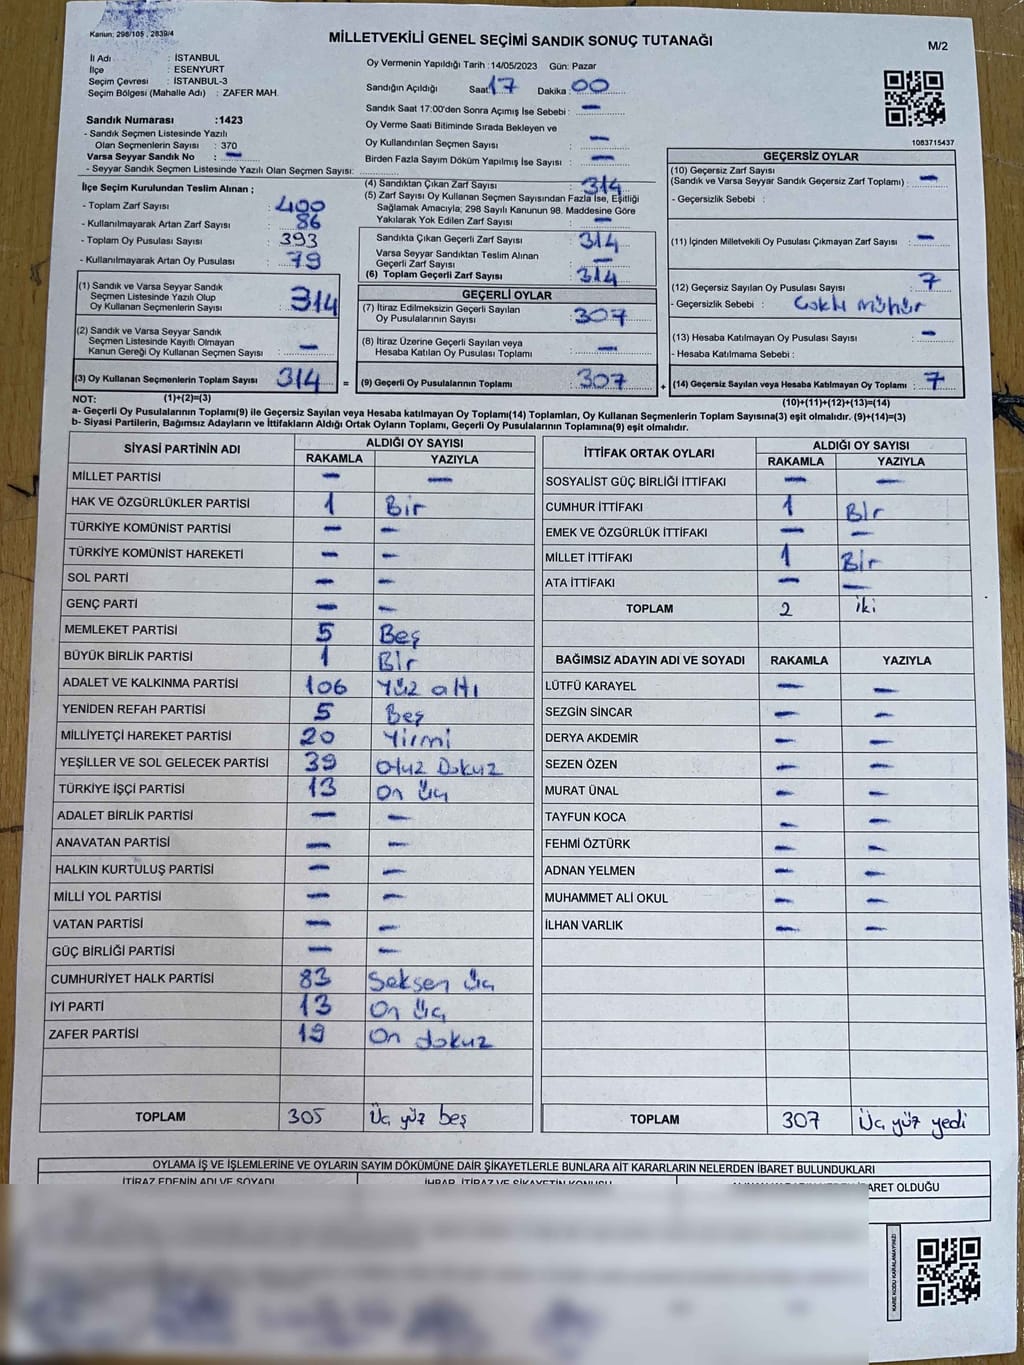 Kanun: 298/105 , 2839/4
MİLLETVEKİLİ GENEL SEÇİMİ SANDIK SONUÇ TUTANAĞI
M/2
İl Adı : İSTANBUL
İlçe : ESENYURT
Seçim Çevresi : İSTANBUL-3
Seçim Bölgesi (Mahalle Adı) : ZAFER MAH.
Oy Vermenin Yapıldığı Tarih : 14/05/2023 Gün: Pazar
Sandığın Açıldığı Saat 17 Dakika : 00
Sandık Saat 17:00'den Sonra Açımış İse Sebebi : —
Oy Verme Saati Bitiminde Sırada Bekleyen ve
Oy Kullandırılan Seçmen Sayısı : —
Birden Fazla Sayım Döküm Yapılmış İse Sayısı : —
1083715437
Sandık Numarası :1423
- Sandık Seçmen Listesinde Yazılı
Olan Seçmenlerin Sayısı : 370
Varsa Seyyar Sandık No : —
- Seyyar Sandık Seçmen Listesinde Yazılı Olan Seçmen Sayısı:
İlçe Seçim Kurulundan Teslim Alınan ;
- Toplam Zarf Sayısı : 400
- Kullanılmayarak Artan Zarf Sayısı : 86
- Toplam Oy Pusulası Sayısı : 393
- Kullanılmayarak Artan Oy Pusulası : 79
(1) Sandık ve Varsa Seyyar Sandık
Seçmen Listesinde Yazılı Olup
Oy Kullanan Seçmenlerin Sayısı : 314
(2) Sandık ve Varsa Seyyar Sandık
Seçmen Listesinde Kayıtlı Olmayan
Kanun Gereği Oy Kullanan Seçmen Sayısı : —
(3) Oy Kullanan Seçmenlerin Toplam Sayısı : 314 =
(4) Sandıktan Çıkan Zarf Sayısı : 314
(5) Zarf Sayısı Oy Kullanan Seçmen Sayısından Fazla İse, Eşitliği
Sağlamak Amacıyla; 298 Sayılı Kanunun 98. Maddesine Göre
Yakılarak Yok Edilen Zarf Sayısı : —
Sandıkta Çıkan Geçerli Zarf Sayısı : 314
Varsa Seyyar Sandıktan Teslim Alınan
Geçerli Zarf Sayısı : —
(6) Toplam Geçerli Zarf Sayısı : 314
GEÇERLİ OYLAR
(7) İtiraz Edilmeksizin Geçerli Sayılan
Oy Pusulalarının Sayısı : 307
(8) İtiraz Üzerine Geçerli Sayılan veya
Hesaba Katılan Oy Pusulası Toplamı : —
(9) Geçerli Oy Pusulalarının Toplamı : 307 +
GEÇERSİZ OYLAR
(10) Geçersiz Zarf Sayısı
(Sandık ve Varsa Seyyar Sandık Geçersiz Zarf Toplamı) : —
- Geçersizlik Sebebi :
(11) İçinden Milletvekili Oy Pusulası Çıkmayan Zarf Sayısı : —
(12) Geçersiz Sayılan Oy Pusulası Sayısı : 7
- Geçersizlik Sebebi : Çoklu mühür
(13) Hesaba Katılmayan Oy Pusulası Sayısı : —
- Hesaba Katılmama Sebebi :
(14) Geçersiz Sayılan veya Hesaba Katılmayan Oy Toplamı : 7
NOT: (1)+(2)=(3) (10)+(11)+(12)+(13)=(14)
a- Geçerli Oy Pusulalarının Toplamı(9) ile Geçersiz Sayılan veya Hesaba katılmayan Oy Toplamı(14) Toplamları, Oy Kullanan Seçmenlerin Toplam Sayısına(3) eşit olmalıdır. (9)+(14)=(3)
b- Siyasi Partilerin, Bağımsız Adayların ve İttifakların Aldığı Ortak Oyların Toplamı, Geçerli Oy Pusulalarının Toplamına(9) eşit olmalıdır.
SİYASİ PARTİNİN ADI ALDIĞI OY SAYISI
RAKAMLA YAZIYLA
MİLLET PARTİSİ — —
HAK VE ÖZGÜRLÜKLER PARTİSİ 1 Bir
TÜRKİYE KOMÜNİST PARTİSİ — —
TÜRKİYE KOMÜNİST HAREKETİ — —
SOL PARTİ — —
GENÇ PARTİ — —
MEMLEKET PARTİSİ 5 Beş
BÜYÜK BİRLİK PARTİSİ 1 Bir
ADALET VE KALKINMA PARTİSİ 106 Yüz altı
YENİDEN REFAH PARTİSİ 5 Beş
MİLLİYETÇİ HAREKET PARTİSİ 20 Yirmi
YEŞİLLER VE SOL GELECEK PARTİSİ 39 Otuz Dokuz
TÜRKİYE İŞÇİ PARTİSİ 13 On Üç
ADALET BİRLİK PARTİSİ — —
ANAVATAN PARTİSİ — —
HALKIN KURTULUŞ PARTİSİ — —
MİLLİ YOL PARTİSİ — —
VATAN PARTİSİ — —
GÜÇ BİRLİĞİ PARTİSİ — —
CUMHURİYET HALK PARTİSİ 83 Seksen Üç
İYİ PARTİ 13 On Üç
ZAFER PARTİSİ 19 On dokuz
TOPLAM 305 Üç yüz beş
İTTİFAK ORTAK OYLARI ALDIĞI OY SAYISI
RAKAMLA YAZIYLA
SOSYALİST GÜÇ BİRLİĞİ İTTİFAKI — —
CUMHUR İTTİFAKI 1 Bir
EMEK VE ÖZGÜRLÜK İTTİFAKI — —
MİLLET İTTİFAKI 1 Bir
ATA İTTİFAKI — —
TOPLAM 2 iki
BAĞIMSIZ ADAYIN ADI VE SOYADI RAKAMLA YAZIYLA
LÜTFÜ KARAYEL — —
SEZGİN SİNCAR — —
DERYA AKDEMİR — —
SEZEN ÖZEN — —
MURAT ÜNAL — —
TAYFUN KOCA — —
FEHMİ ÖZTÜRK — —
ADNAN YELMEN — —
MUHAMMET ALİ OKUL — —
İLHAN VARLIK — —
TOPLAM 307 Üç yüz yedi
OYLAMA İŞ VE İŞLEMLERİNE VE OYLARIN SAYIM DÖKÜMÜNE DAİR ŞİKAYETLERLE BUNLARA AİT KARARLARIN NELERDEN İBARET BULUNDUKLARI
İTİRAZ EDENİN ADI VE SOYADI İHBAR, İTİRAZ VE ŞİKAYETİN KONUSU
OLDUĞU
KARE KODU KARALAMAYINIZ!